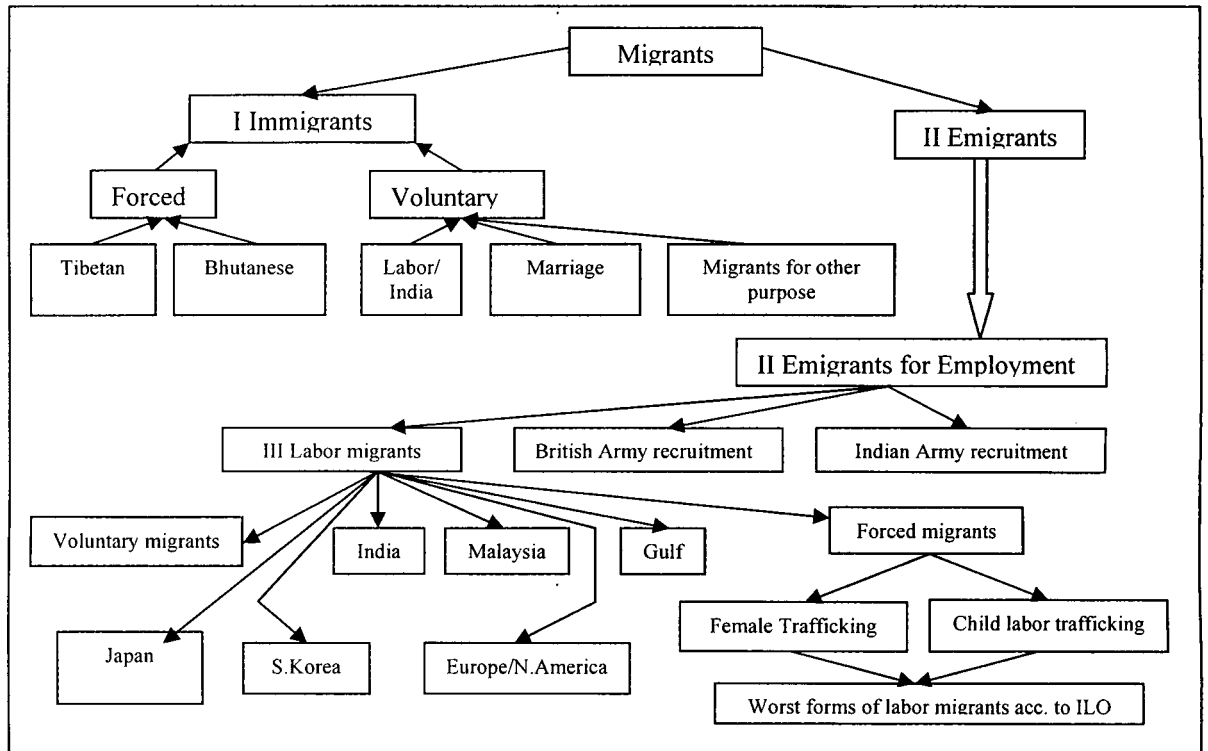 Migrants
I Immigrants
II Emigrants
Forced
Voluntary
Tibetan
Bhutanese
Labor/
India
Marriage
Migrants for other
purpose
II Emigrants for Employment
III Labor migrants
British Army recruitment
Indian Army recruitment
Voluntary migrants
India
Malaysia
Gulf
Forced migrants
Japan
S.Korea
Europe/N.America
Female Trafficking
Child labor trafficking
Worst forms of labor migrants acc. to ILO